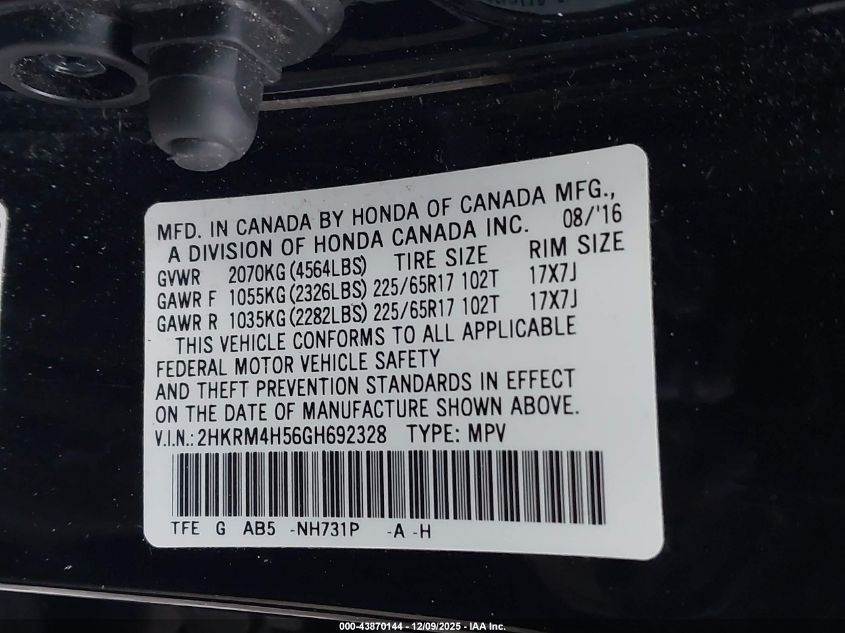 MFD. IN CANADA BY HONDA OF CANADA MFG.,
A DIVISION OF HONDA CANADA INC. 08/'16
GVWR 2070KG (4564LBS) TIRE SIZE RIM SIZE
GAWR F 1055KG (2326LBS) 225/65R17 102T 17X7J
GAWR R 1035KG (2282LBS) 225/65R17 102T 17X7J
THIS VEHICLE CONFORMS TO ALL APPLICABLE
FEDERAL MOTOR VEHICLE SAFETY
AND THEFT PREVENTION STANDARDS IN EFFECT
ON THE DATE OF MANUFACTURE SHOWN ABOVE.
V.I.N.: 2HKRM4H56GH692328 TYPE: MPV
TFE G AB5 -NH731P -A -H
000-43870144 - 12/09/2025 - IAA Inc.